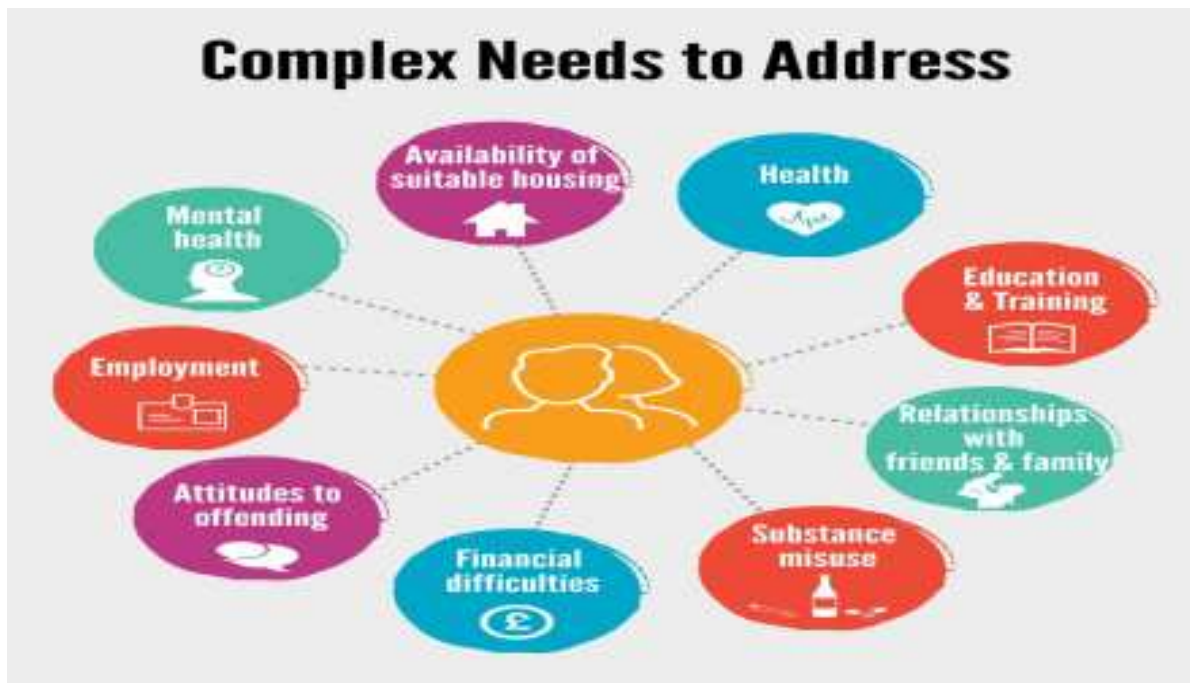 Complex Needs to Address
Availability of
suitable housing
Health
Mental
health
Education
& Training
Employment
Relationships
with
friends & family
Attitudes to
offending
Substance
misuse
Financial
difficulties
£